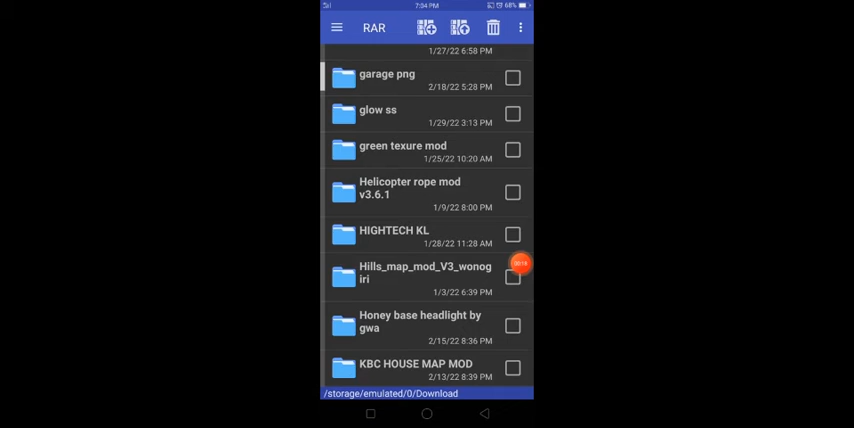 7:04 PM
68%
RAR
1/27/22 6:58 PM
garage png
2/18/22 5:28 PM
glow ss
1/29/22 3:13 PM
green texure mod
1/25/22 10:20 AM
Helicopter rope mod
v3.6.1
1/9/22 8:00 PM
HIGHTECH KL
1/28/22 11:28 AM
Hills_map_mod_V3_wonog
iri
1/3/22 6:39 PM
Honey base headlight by
gwa
2/15/22 8:36 PM
KBC HOUSE MAP MOD
2/13/22 8:39 PM
/storage/emulated/0/Download